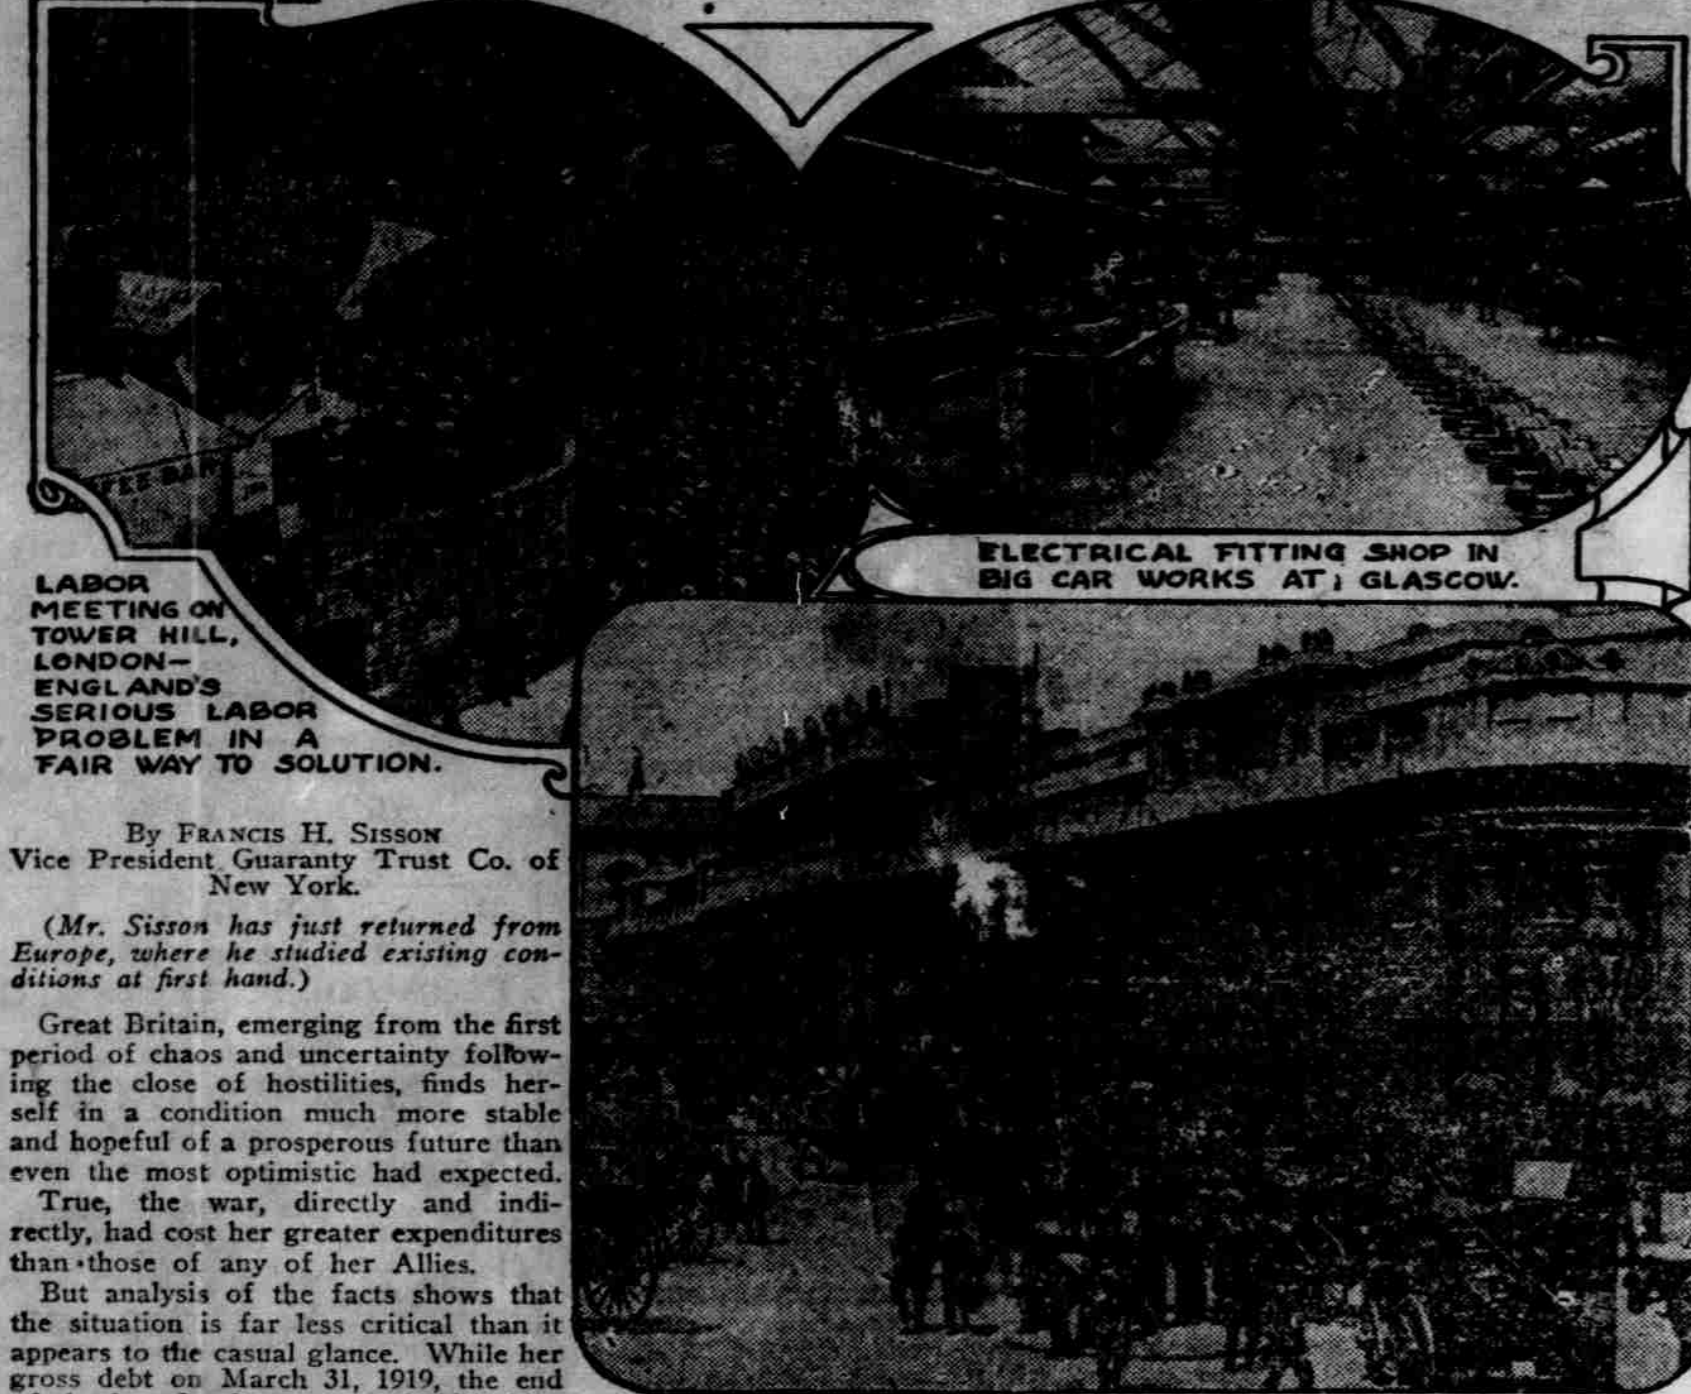 LABOR
MEETING ON
TOWER HILL,
LONDON—
ENGLAND'S
SERIOUS LABOR
PROBLEM IN A
FAIR WAY TO SOLUTION.
ELECTRICAL FITTING SHOP IN
BIG CAR WORKS AT, GLASCOW.
By FRANCIS H. SISSON
Vice President Guaranty Trust Co. of
New York.
(Mr. Sisson has just returned from
Europe, where he studied existing con-
ditions at first hand.)
Great Britain, emerging from the first
period of chaos and uncertainty follow-
ing the close of hostilities, finds her-
self in a condition much more stable
and hopeful of a prosperous future than
even the most optimistic had expected.
True, the war, directly and indi-
rectly, had cost her greater expenditures
than those of any of her Allies.
But analysis of the facts shows that
the situation is far less critical than it
appears to the casual glance. While her
gross debt on March 31, 1919, the end